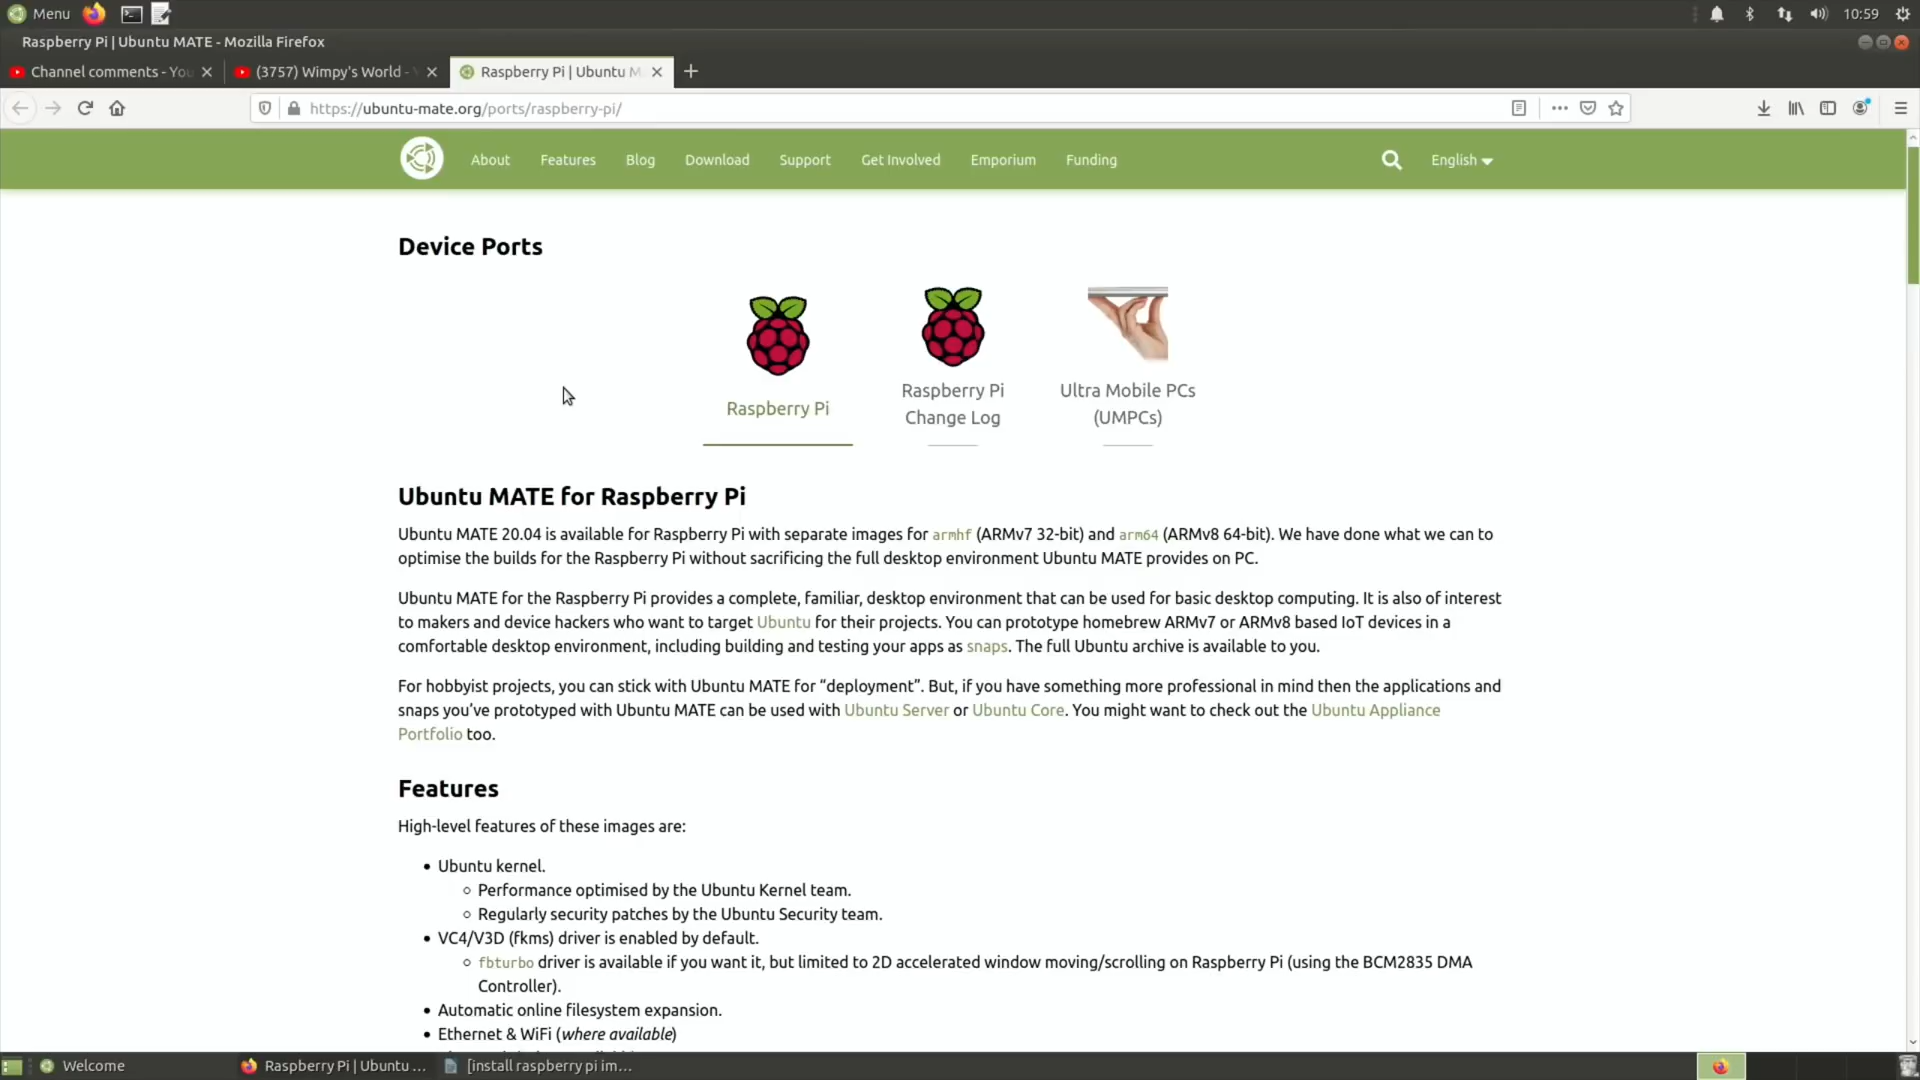 Menu
10:59
Raspberry Pi | Ubuntu MATE - Mozilla Firefox
Channel comments - You
(3757) Wimpy's World -
Raspberry Pi | Ubuntu M
https://ubuntu-mate.org/ports/raspberry-pi/
About Features Blog Download Support Get Involved Emporium Funding English
Device Ports
Raspberry Pi
Raspberry Pi
Change Log
Ultra Mobile PCs
(UMPCs)
Ubuntu MATE for Raspberry Pi
Ubuntu MATE 20.04 is available for Raspberry Pi with separate images for armhf (ARMv7 32-bit) and arm64 (ARMv8 64-bit). We have done what we can to
optimise the builds for the Raspberry Pi without sacrificing the full desktop environment Ubuntu MATE provides on PC.
Ubuntu MATE for the Raspberry Pi provides a complete, familiar, desktop environment that can be used for basic desktop computing. It is also of interest
to makers and device hackers who want to target Ubuntu for their projects. You can prototype homebrew ARMv7 or ARMv8 based IoT devices in a
comfortable desktop environment, including building and testing your apps as snaps. The full Ubuntu archive is available to you.
For hobbyist projects, you can stick with Ubuntu MATE for “deployment”. But, if you have something more professional in mind then the applications and
snaps you’ve prototyped with Ubuntu MATE can be used with Ubuntu Server or Ubuntu Core. You might want to check out the Ubuntu Appliance
Portfolio too.
Features
High-level features of these images are:
• Ubuntu kernel.
◦ Performance optimised by the Ubuntu Kernel team.
◦ Regularly security patches by the Ubuntu Security team.
• VC4/V3D (fkms) driver is enabled by default.
◦ fbturbo driver is available if you want it, but limited to 2D accelerated window moving/scrolling on Raspberry Pi (using the BCM2835 DMA
Controller).
• Automatic online filesystem expansion.
• Ethernet & WiFi (where available)
Welcome
Raspberry Pi | Ubuntu ...
[install raspberry pi im...